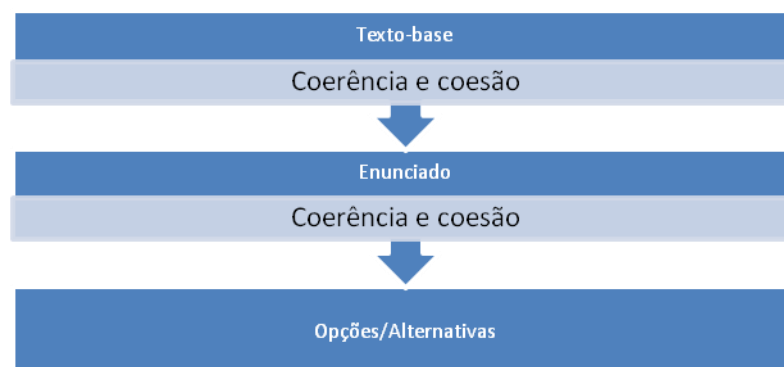 Texto-base
Coerência e coesão
Enunciado
Coerência e coesão
Opções/Alternativas